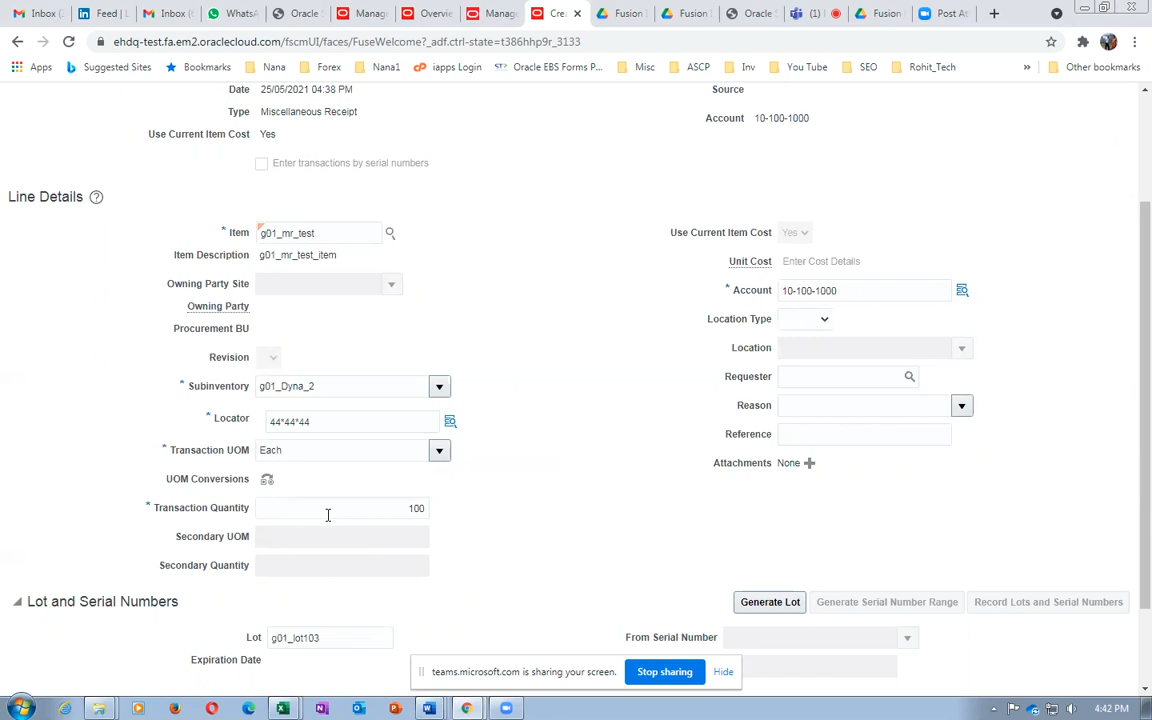 Inbox (
Feed | L
Inbox (6
WhatsA
Oracle
Manage
Overvie
Manage
Cre
Fusion
Fusion
Oracle S
(1)
Fusion
Post At
ehdq-test.fa.em2.oraclecloud.com/fscmUI/faces/FuseWelcome?_adf.ctrl-state=t386hhp9r_3133
Apps
Suggested Sites
Bookmarks
Nana
Forex
Nana1
iapps Login
Oracle EBS Forms P...
Misc
ASCP
Inv
You Tube
SEO
Rohit_Tech
»
Other bookmarks
Date 25/05/2021 04:38 PM
Source
Type Miscellaneous Receipt
Account 10-100-1000
Use Current Item Cost Yes
Enter transactions by serial numbers
Line Details ?
* Item g01_mr_test
Item Description g01_mr_test_item
Owning Party Site
Owning Party
Procurement BU
Revision
* Subinventory g01_Dyna_2
* Locator 44*44*44
* Transaction UOM Each
UOM Conversions
* Transaction Quantity 100
Secondary UOM
Secondary Quantity
Use Current Item Cost Yes
Unit Cost Enter Cost Details
* Account 10-100-1000
Location Type
Location
Requester
Reason
Reference
Attachments None
Lot and Serial Numbers
Generate Lot
Generate Serial Number Range
Record Lots and Serial Numbers
Lot g01_lot103
From Serial Number
Expiration Date
teams.microsoft.com is sharing your screen.
Stop sharing
Hide
4:42 PM